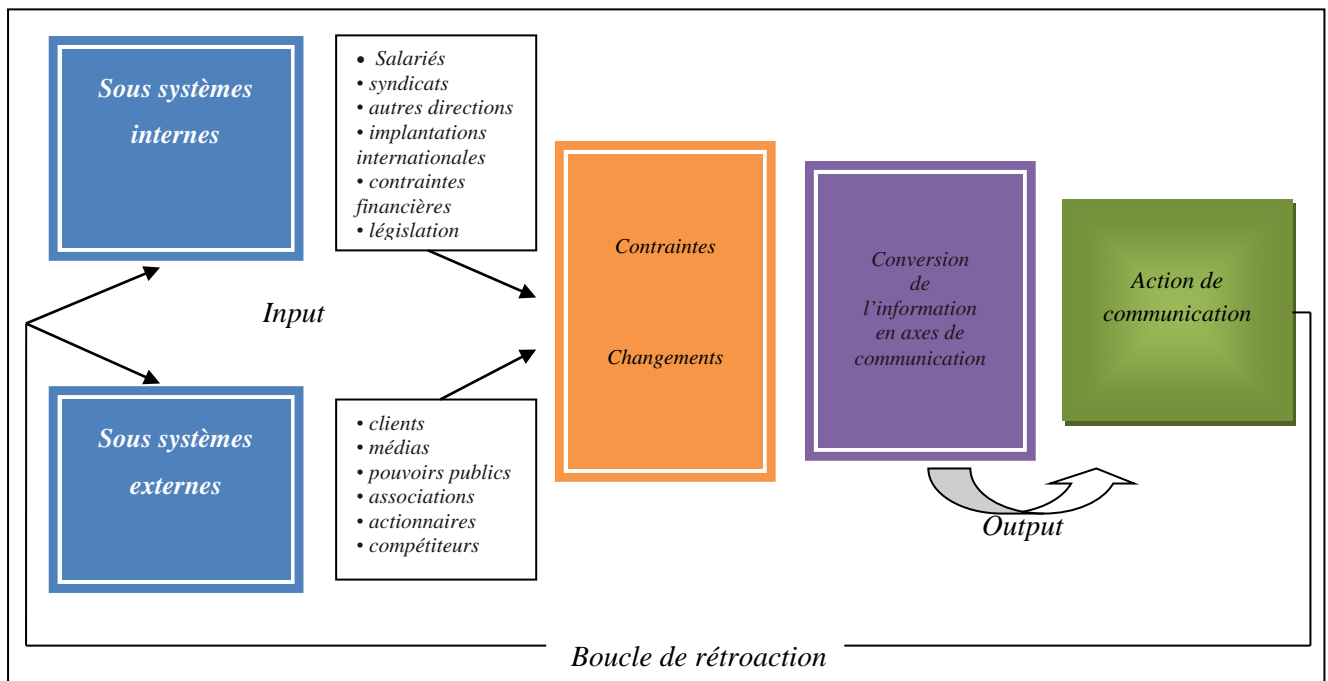 Sous systèmes
internes
• Salariés
• syndicats
• autres directions
• implantations
internationales
• contraintes
financières
• législation
Input
Sous systèmes
externes
• clients
• médias
• pouvoirs publics
• associations
• actionnaires
• compétiteurs
Contraintes
Changements
Conversion
de
l’information
en axes de
communication
Action de
communication
Output
Boucle de rétroaction